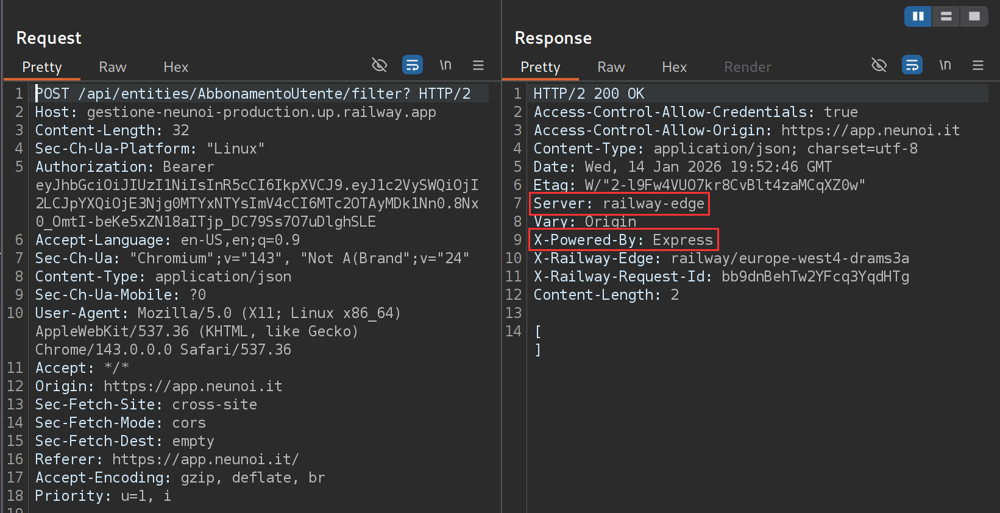 Request
Pretty Raw Hex \n
1 POST /api/entities/AbbonamentoUtente/filter? HTTP/2
2 Host: gestione-neunoi-production.up.railway.app
3 Content-Length: 32
4 Sec-Ch-Ua-Platform: "Linux"
5 Authorization: Bearer
eyJhbGciOiJIUzI1NiIsInR5cCI6IkpXVCJ9.eyJ1c2VySWQiOjI
2LCJpYXQiOjE3Njg0MTYxNTYsImV4cCI6MTc2OTAyMDk1Nn0.8Nx
0_OmtI-beKe5xZN18aITjp_DC79Ss7O7uDlghSLE
6 Accept-Language: en-US,en;q=0.9
7 Sec-Ch-Ua: "Chromium";v="143", "Not A(Brand";v="24"
8 Content-Type: application/json
9 Sec-Ch-Ua-Mobile: ?0
10 User-Agent: Mozilla/5.0 (X11; Linux x86_64)
AppleWebKit/537.36 (KHTML, like Gecko)
Chrome/143.0.0.0 Safari/537.36
11 Accept: */*
12 Origin: https://app.neunoi.it
13 Sec-Fetch-Site: cross-site
14 Sec-Fetch-Mode: cors
15 Sec-Fetch-Dest: empty
16 Referer: https://app.neunoi.it/
17 Accept-Encoding: gzip, deflate, br
18 Priority: u=1, i
19
Response
Pretty Raw Hex Render \n
1 HTTP/2 200 OK
2 Access-Control-Allow-Credentials: true
3 Access-Control-Allow-Origin: https://app.neunoi.it
4 Content-Type: application/json; charset=utf-8
5 Date: Wed, 14 Jan 2026 19:52:46 GMT
6 Etag: W/"2-l9Fw4VUO7kr8CvBlt4zaMCqXZ0w"
7 Server: railway-edge
8 Vary: Origin
9 X-Powered-By: Express
10 X-Railway-Edge: railway/europe-west4-drams3a
11 X-Railway-Request-Id: bb9dnBehTw2YFcq3YqdHTg
12 Content-Length: 2
13
14 [
]